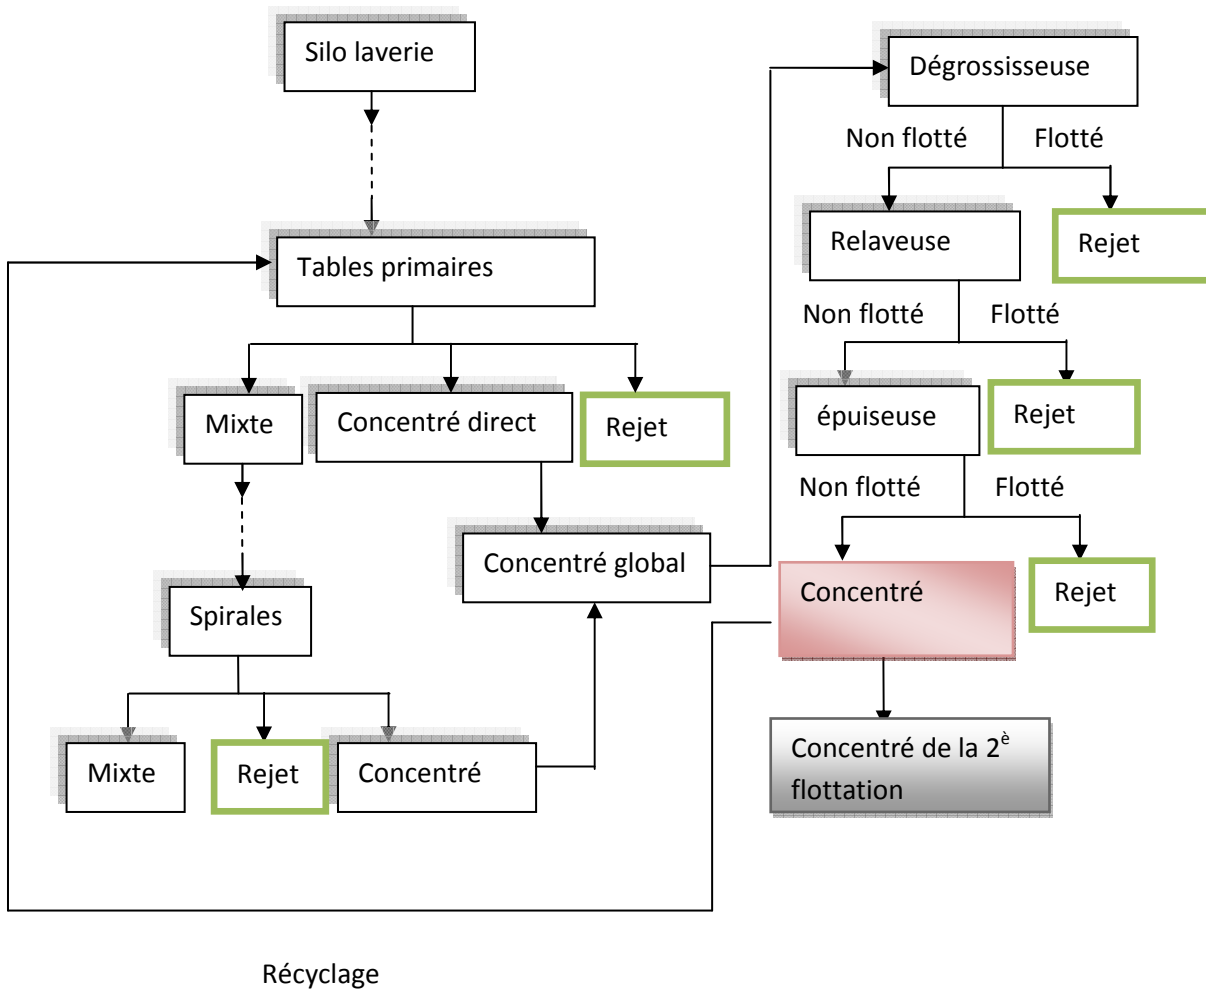 Silo laverie
Tables primaires
Mixte
Concentré direct
Rejet
Concentré global
Spirales
Mixte
Rejet
Concentré
Dégrossisseuse
Non flotté
Flotté
Relaveuse
Rejet
Non flotté
Flotté
épuiseuse
Rejet
Non flotté
Flotté
Concentré
Rejet
Concentré de la 2è
flottation
Récyclage